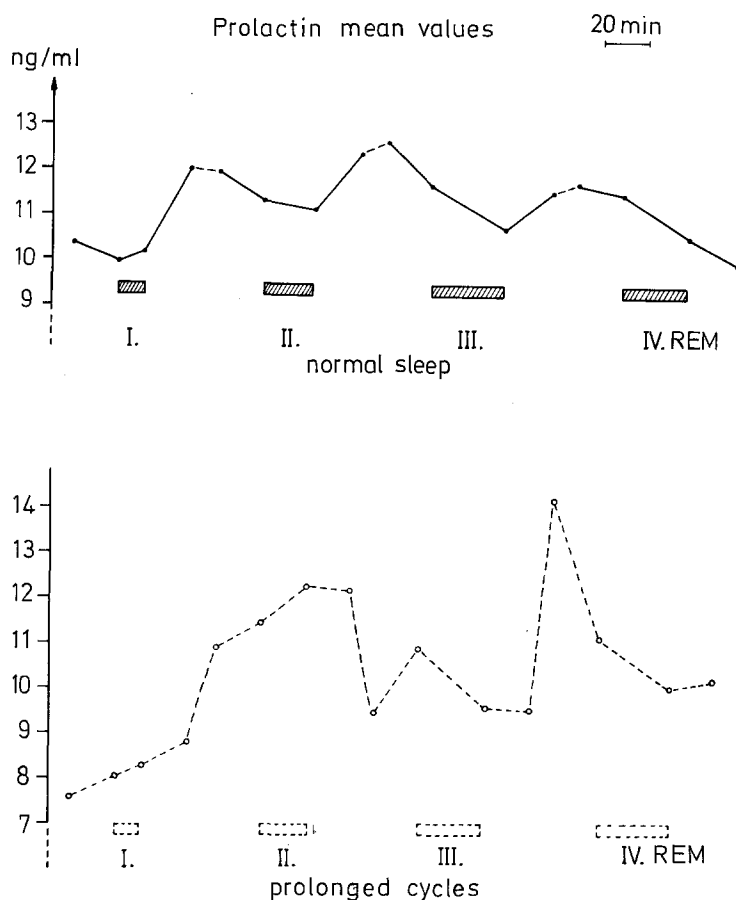 Prolactin mean values 20 min
ng/ml
13
12
11
10
9
I. II. III. IV. REM
normal sleep
14
13
12
11
10
9
8
7
I. II. III. IV. REM
prolonged cycles